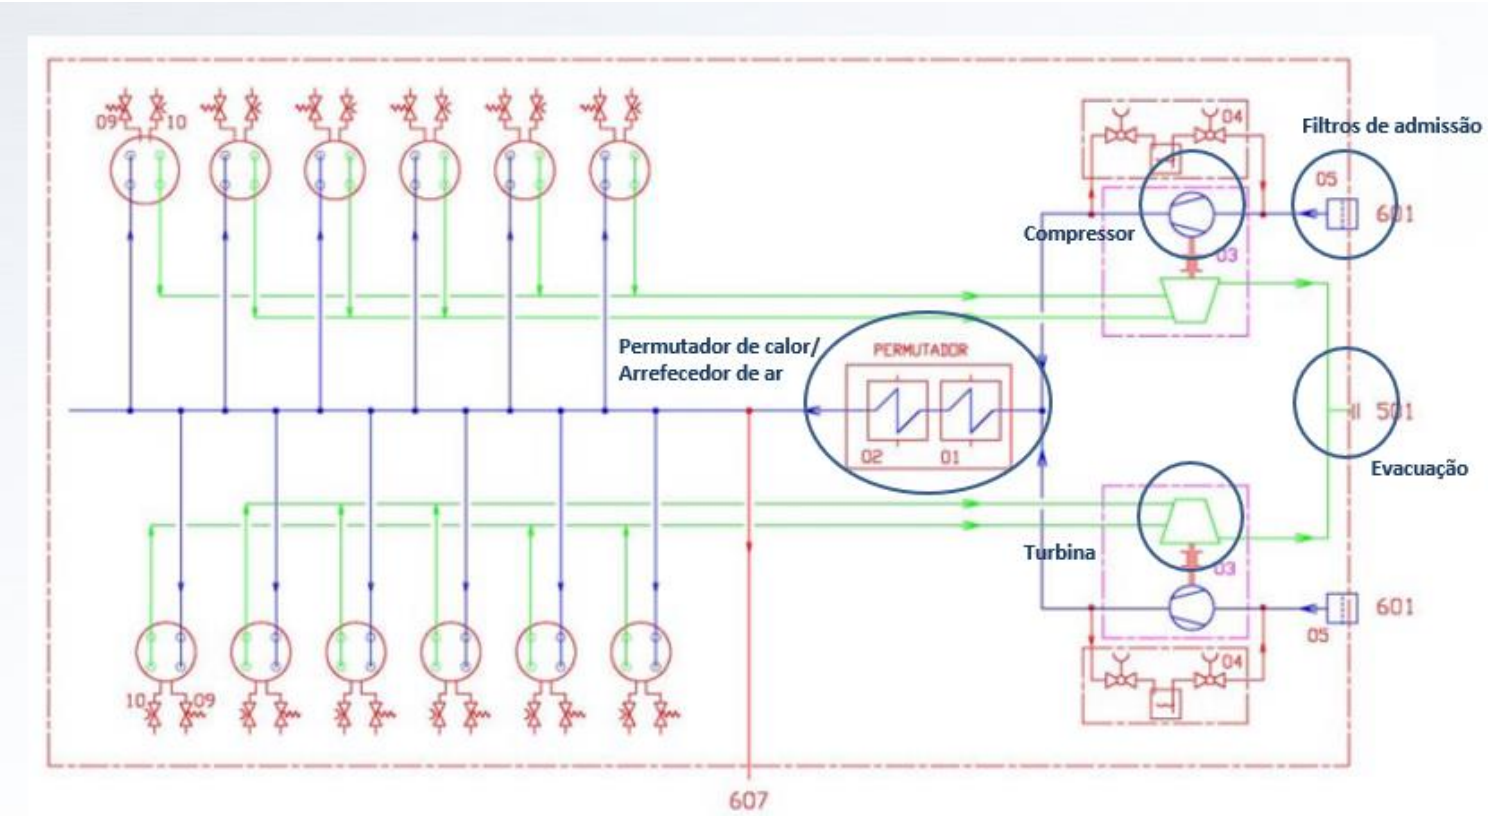 09
10
04
Filtros de admissão
05
601
Compressor
03
Permutador de calor/
Arrefecedor de ar
PERMUTADOR
02
01
501
Evacuação
Turbina
03
601
05
10
09
04
607